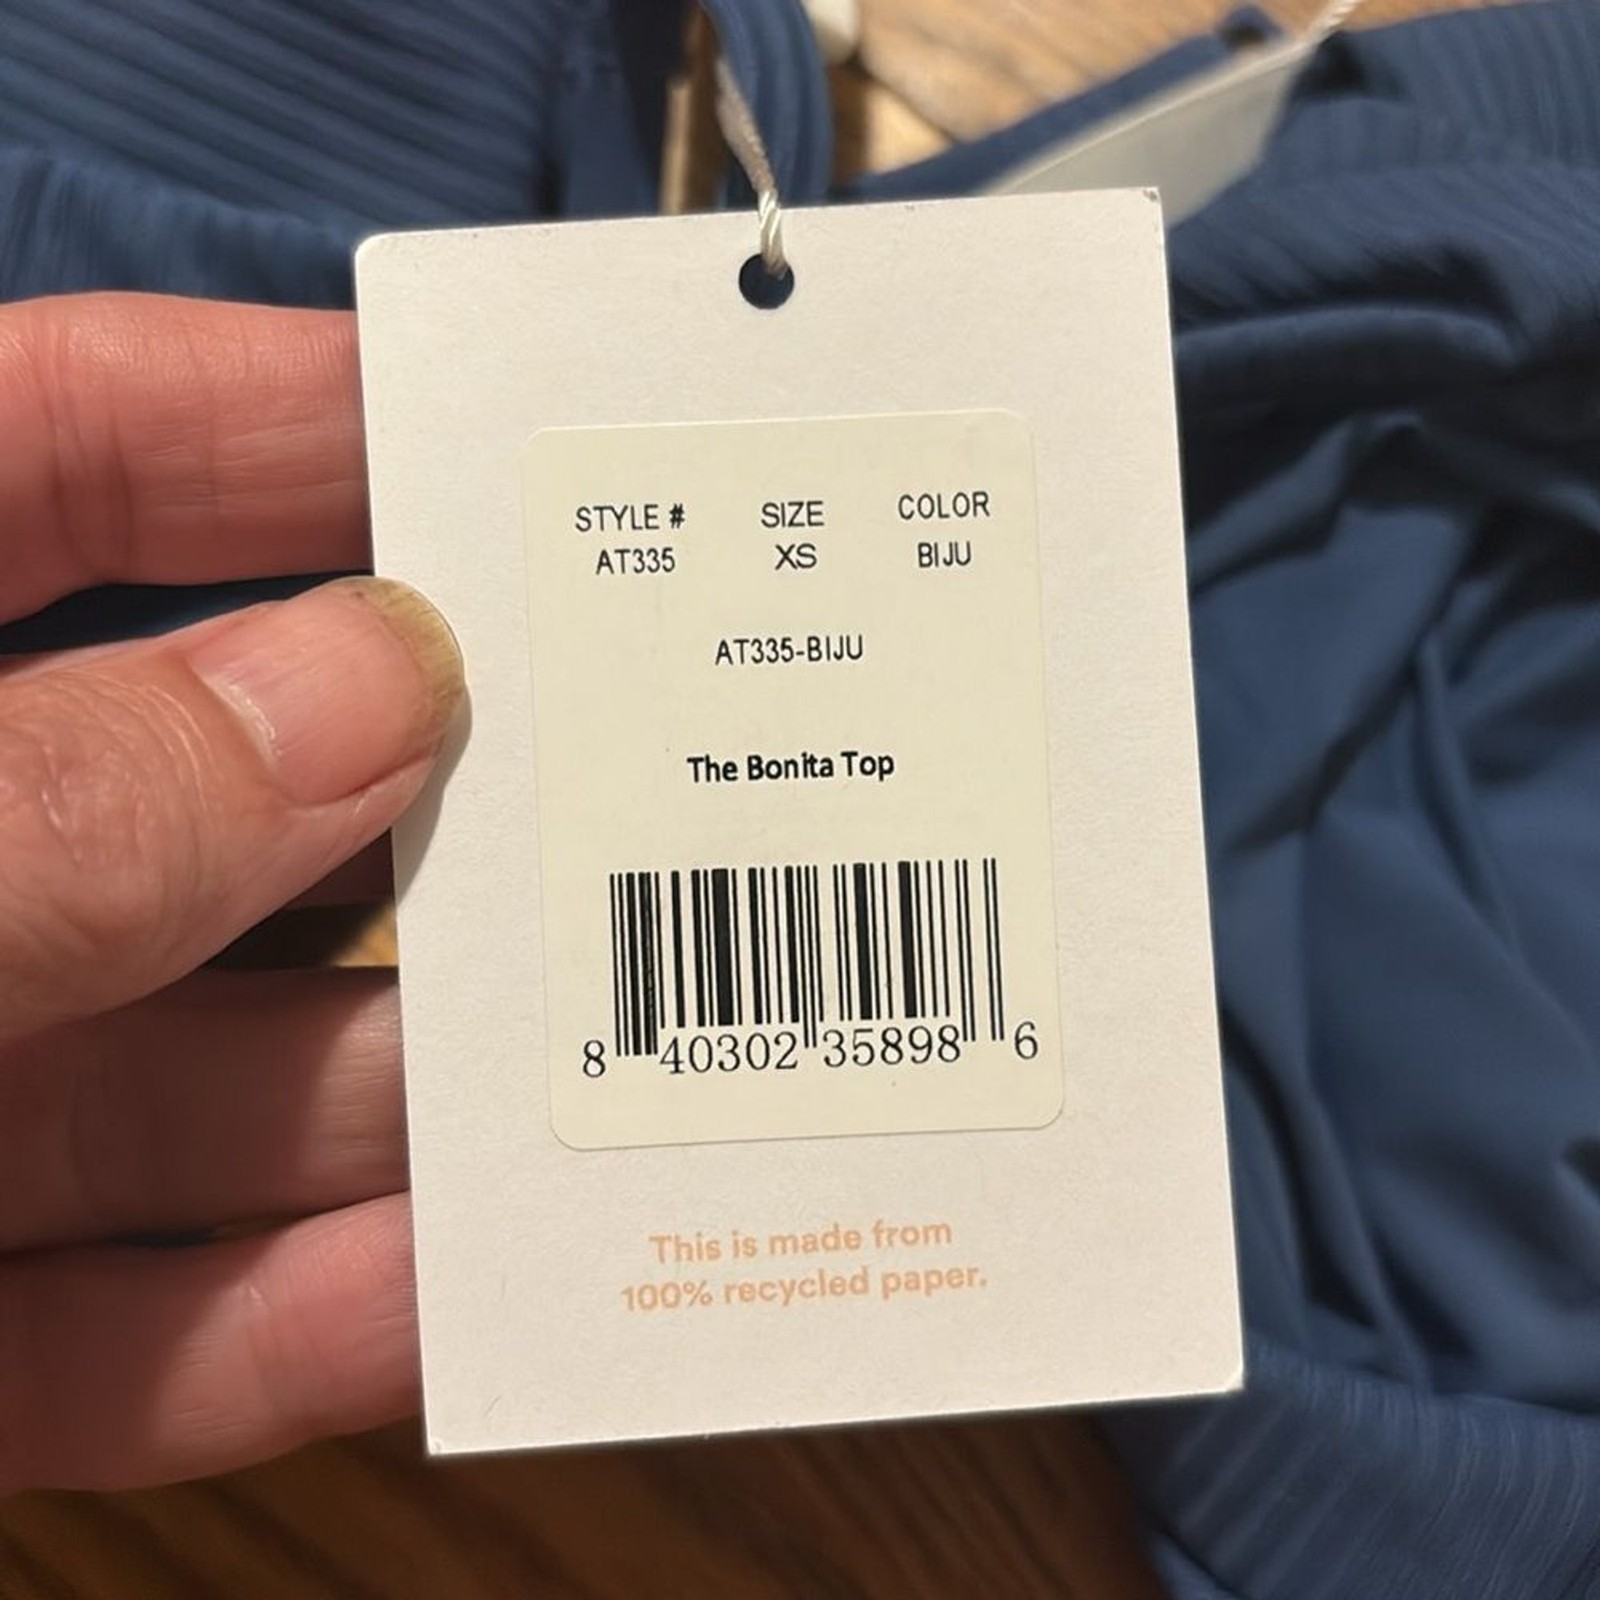 STYLE # SIZE COLOR
AT335 XS BIJU
AT335-BIJU
The Bonita Top
8 40302 35898 6
This is made from
100% recycled paper.